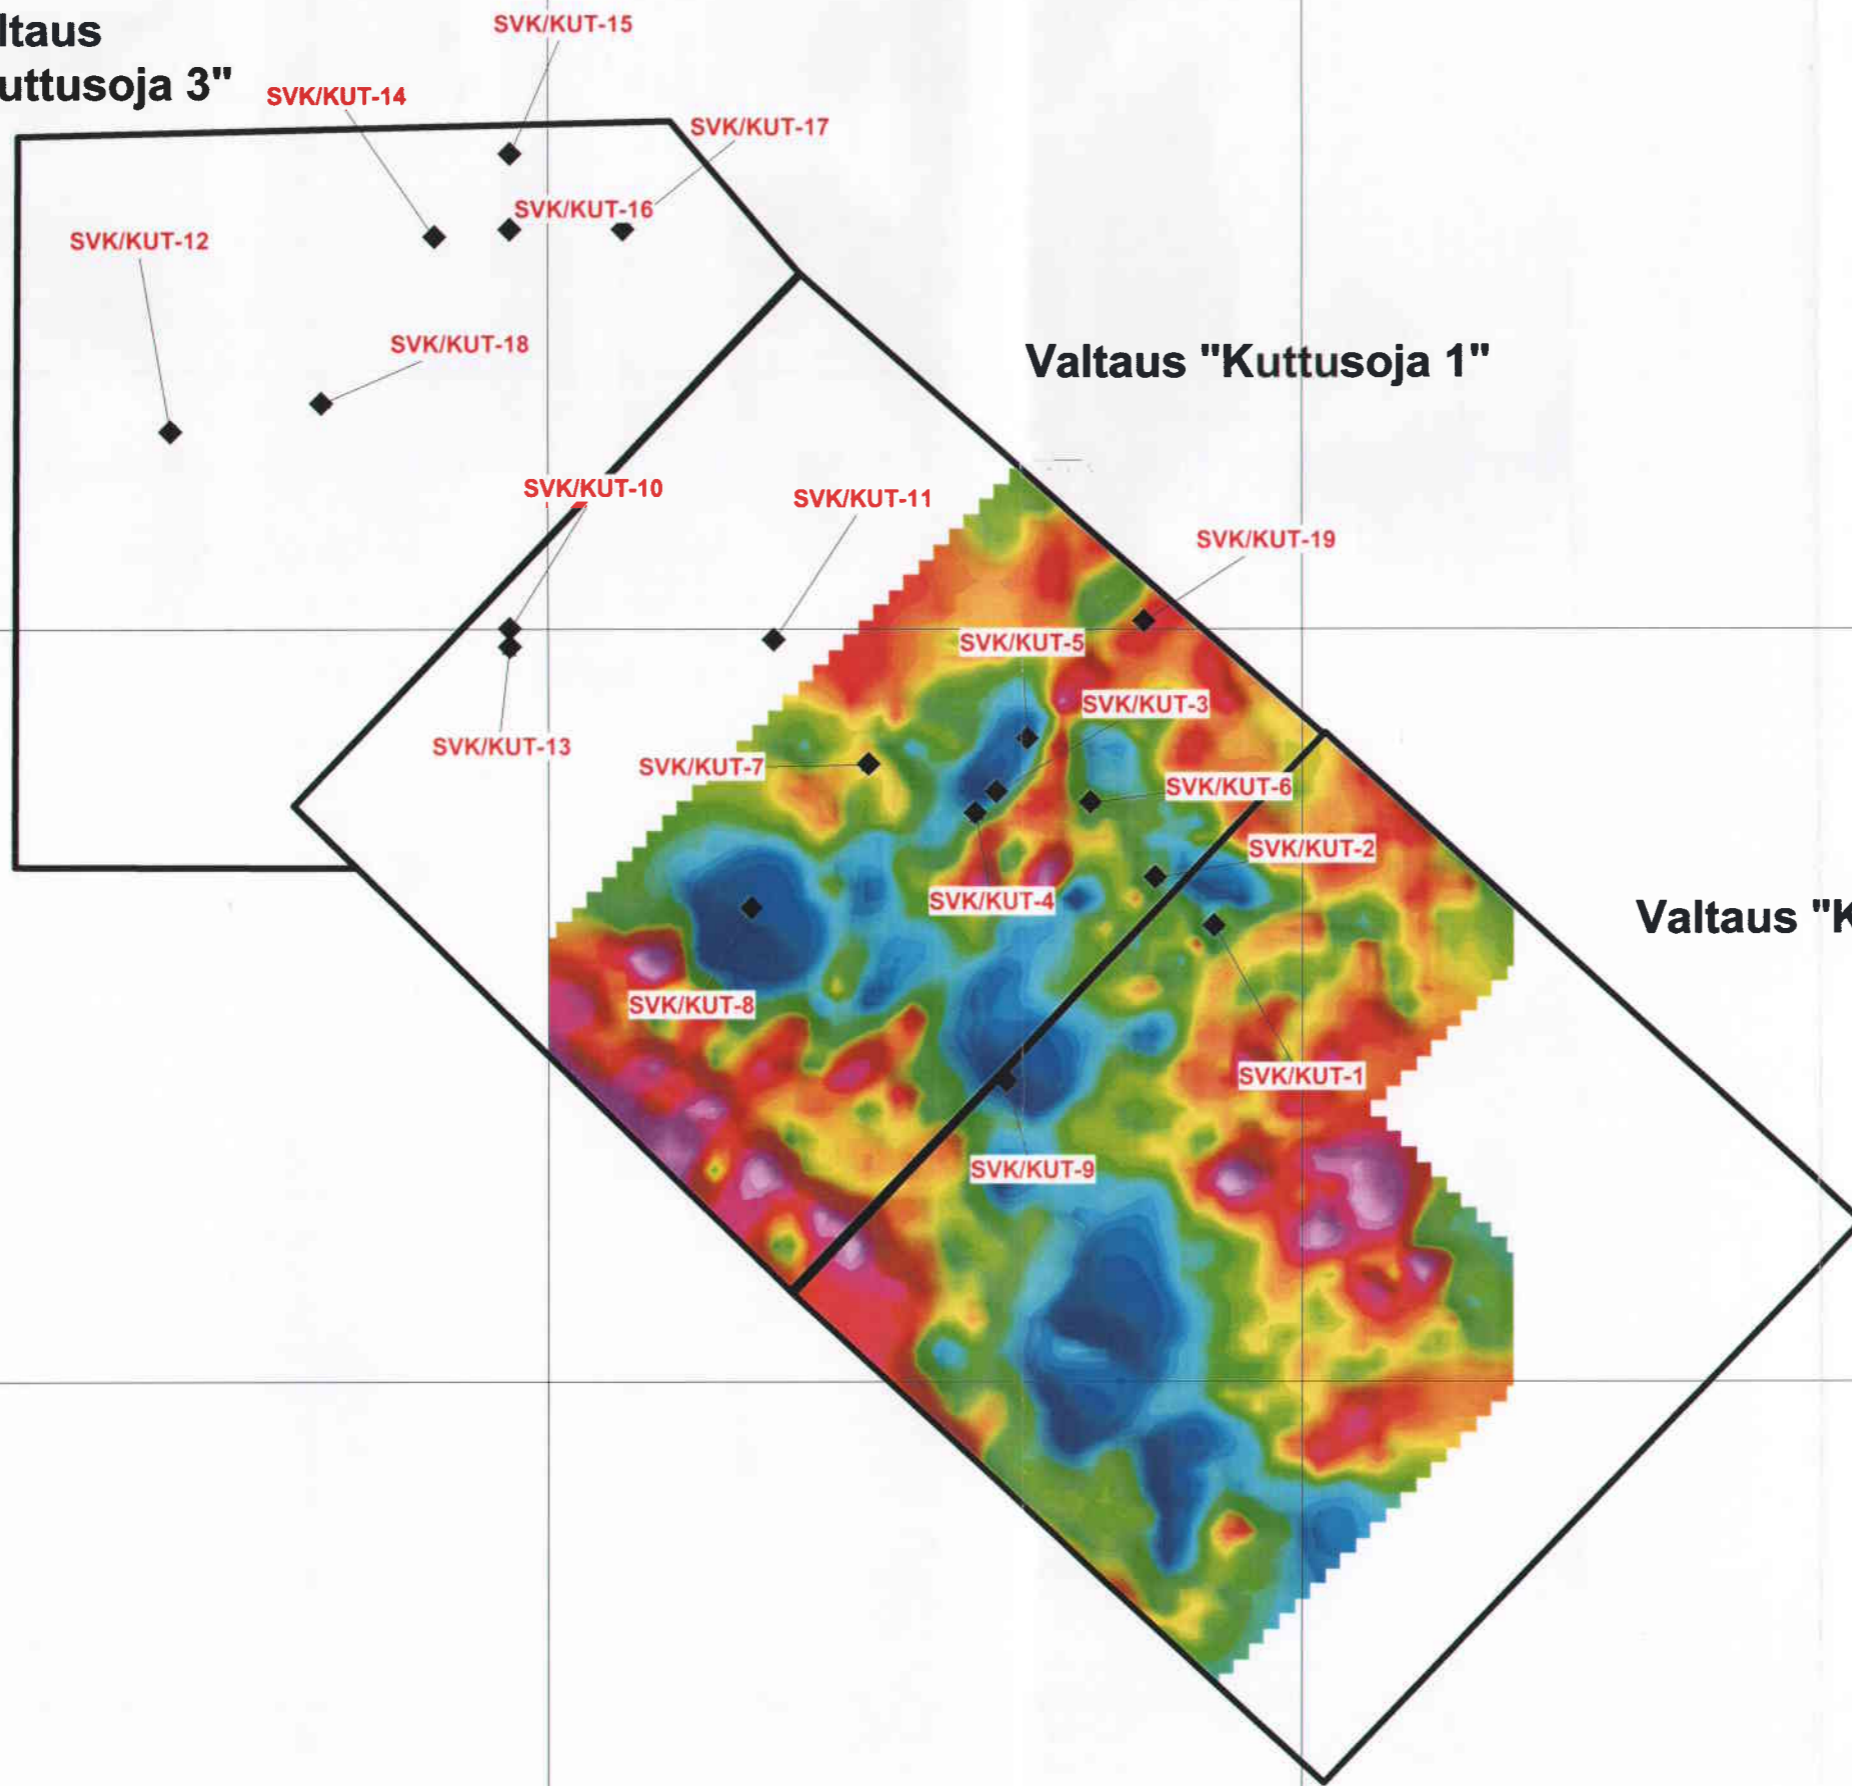 ltaus
uttusoja 3"
SVK/KUT-15
SVK/KUT-14
SVK/KUT-17
SVK/KUT-16
SVK/KUT-12
SVK/KUT-18
Valtaus "Kuttusoja 1"
SVK/KUT-10
SVK/KUT-11
SVK/KUT-19
SVK/KUT-5
SVK/KUT-3
SVK/KUT-13
SVK/KUT-7
SVK/KUT-6
SVK/KUT-2
SVK/KUT-4
Valtaus "K
SVK/KUT-8
SVK/KUT-1
SVK/KUT-9